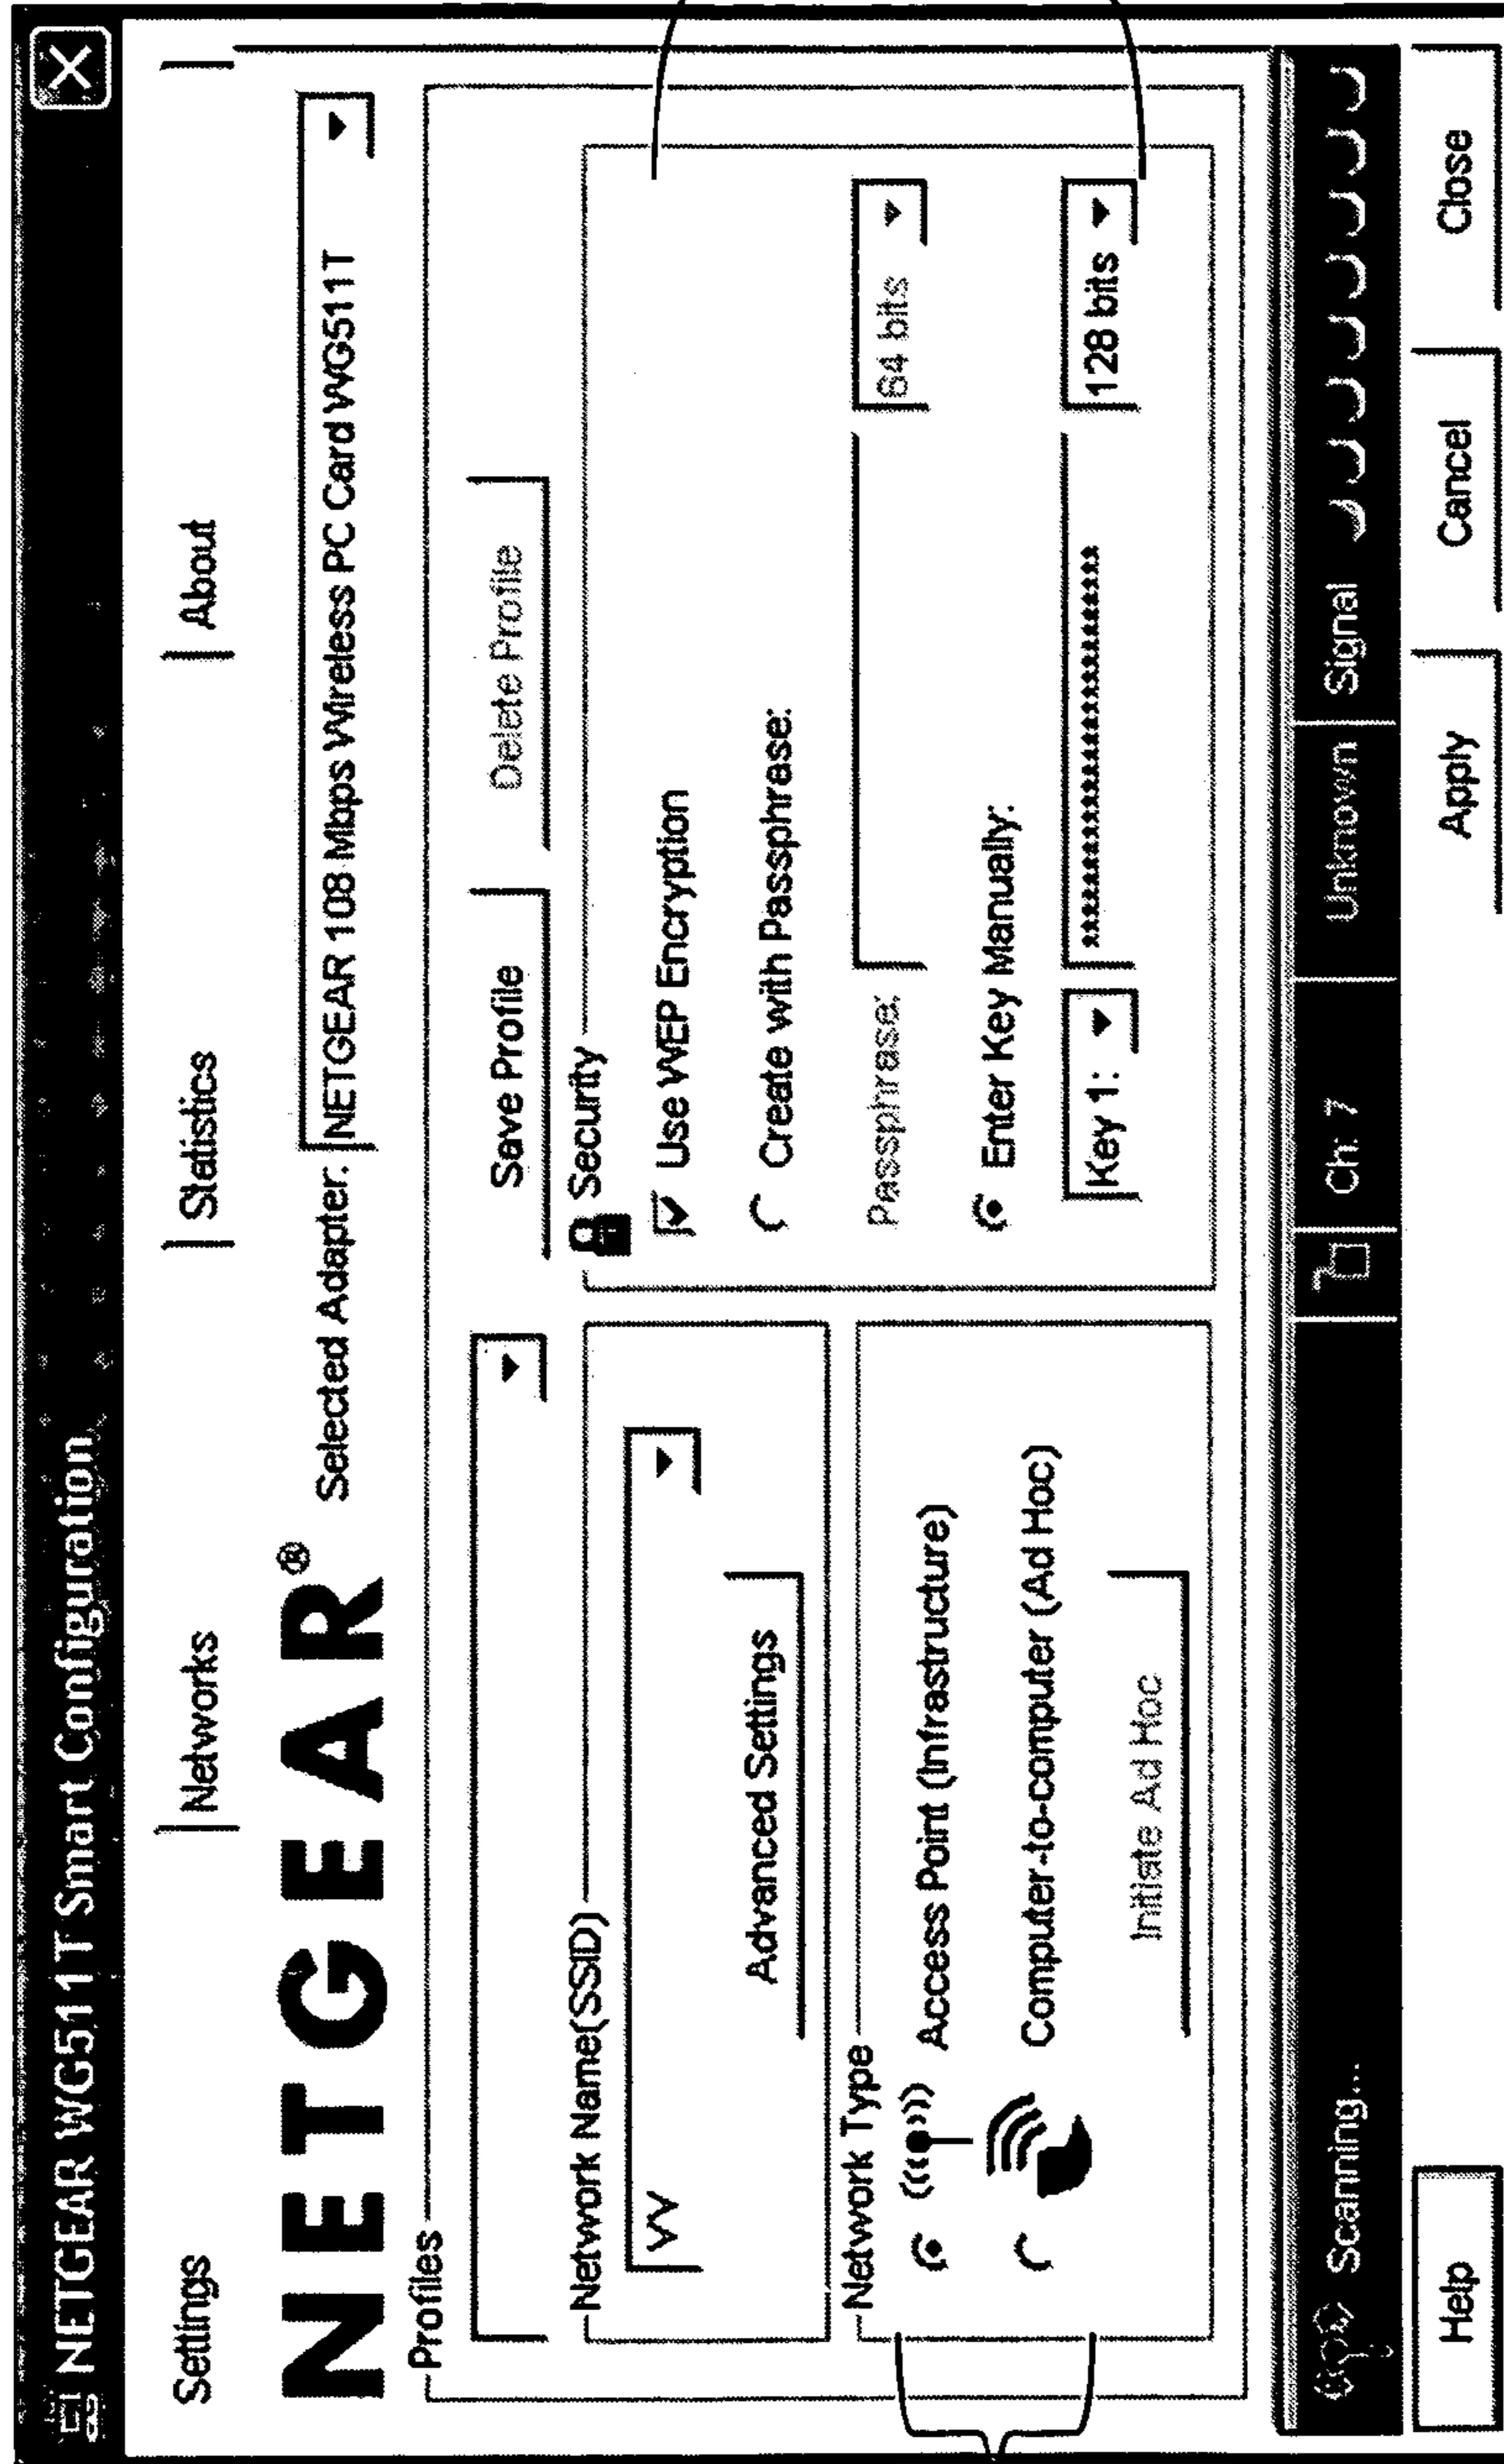 NETGEAR WG511T Smart Configuration
Settings
Networks
Statistics
About
NETGEAR®
Selected Adapter:
NETGEAR 108 Mbps Wireless PC Card WG511T
Profiles
Save Profile
Delete Profile
Network Name(SSID)
VV
Advanced Settings
Network Type
Access Point (Infrastructure)
Computer-to-computer (Ad Hoc)
Initiate Ad Hoc
Security
Use WEP Encryption
Create with Passphrase:
Passphrase:
64 bits
Enter Key Manually:
Key 1:
**************************
128 bits
Scanning...
Ch: 7
Unknown
Signal
Help
Apply
Cancel
Close